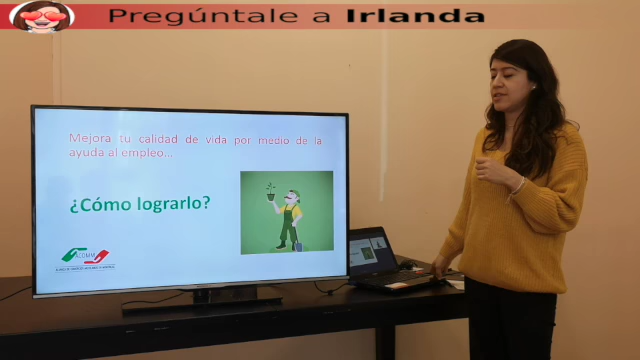 Pregúntale a Irlanda
Mejora tu calidad de vida por medio de la
ayuda al empleo...
¿Cómo lograrlo?